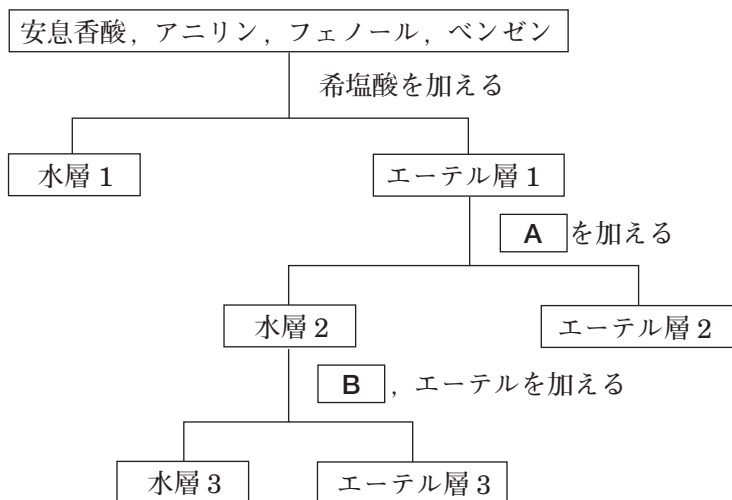 安息香酸，アニリン，フェノール，ベンゼン
希塩酸を加える
水層 1
エーテル層 1
A を加える
水層 2
エーテル層 2
B ，エーテルを加える
水層 3
エーテル層 3